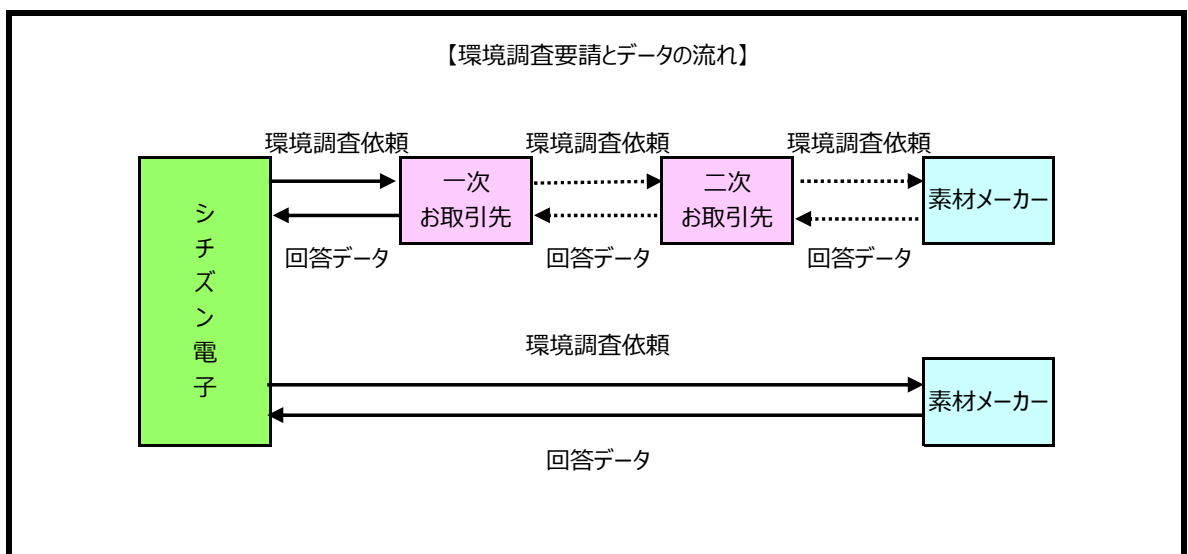 【環境調査要請とデータの流れ】
環境調査依頼
環境調査依頼
環境調査依頼
シチズン電子
一次
お取引先
二次
お取引先
素材メーカー
回答データ
回答データ
回答データ
環境調査依頼
素材メーカー
回答データ